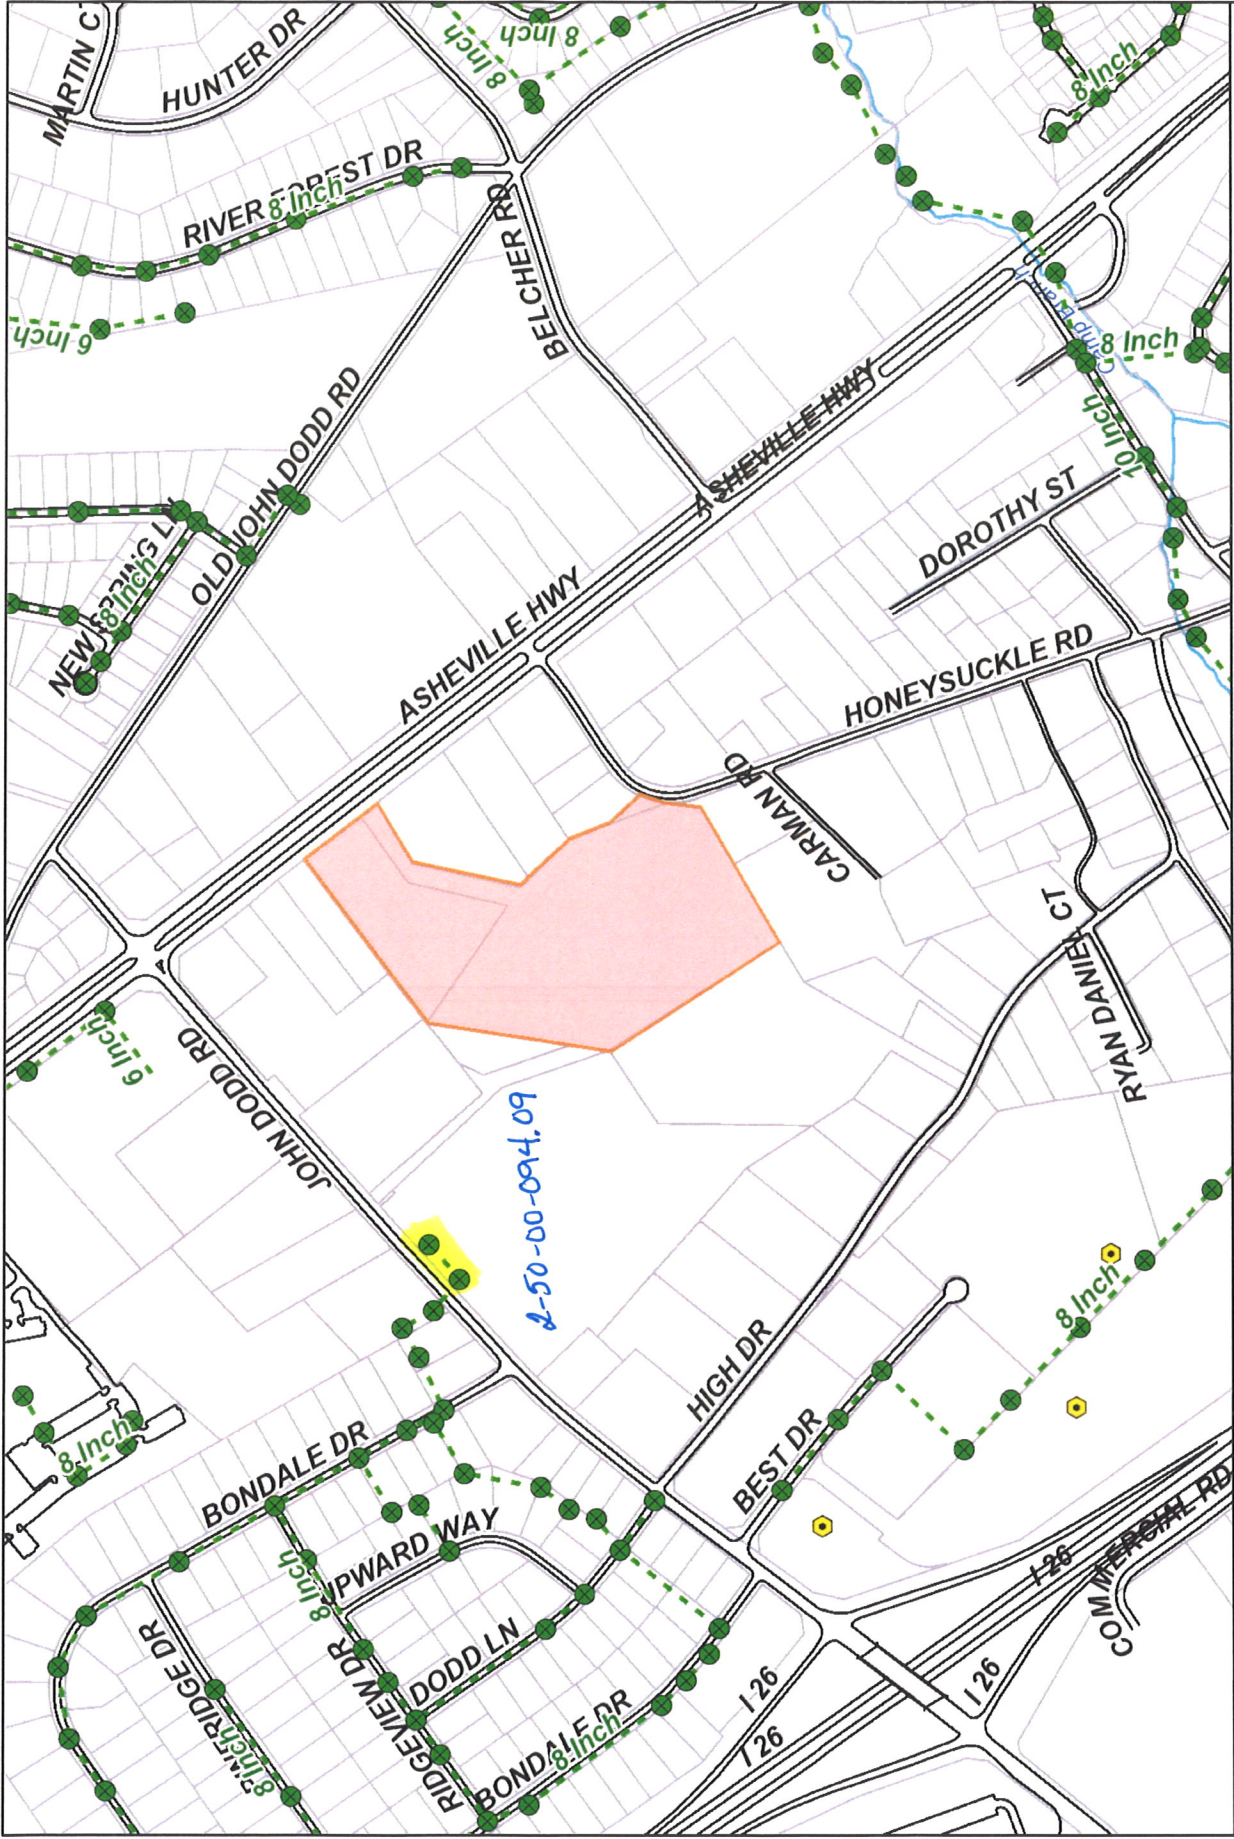 MARTIN C
HUNTER DR
8 Inch
8 Inch
8 Inch
RIVER FOREST DR
8 Inch
BELCHER RD
6 Inch
Camp Branch
8 Inch
10 Inch
OLD JOHN DODD RD
ASHEVILLE HWY
DOROTHY ST
NEW SPRING LN
8 Inch
ASHEVILLE HWY
HONEYSUCKLE RD
CARMAN RD
RYAN DANIEL CT
6 Inch
JOHN DODD RD
2-50-00-094.09
8 Inch
HIGH DR
8 Inch
BONDALE DR
BEST DR
UPWARD WAY
8 Inch
I 26
COMMERCIAL RD
DODD LN
RIDGEVIEW DR
I 26
I 26
8 Inch
BONDALE DR
8 Inch
I 26